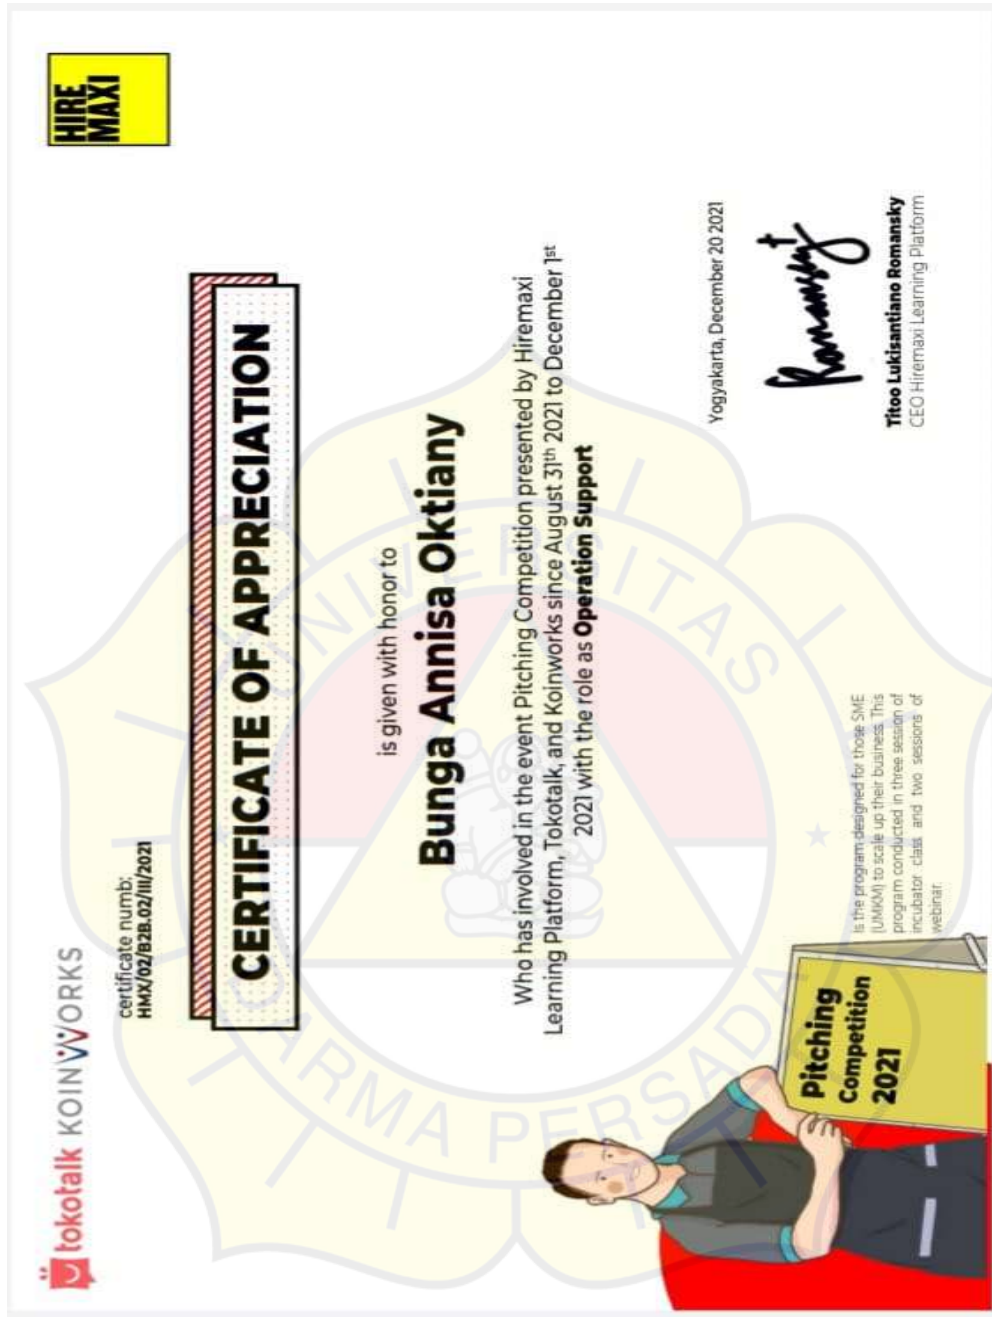 tokotalk KOINWORKS
HIRE
MAXI
certificate numb:
HMX/02/B2B.02/III/2021
CERTIFICATE OF APPRECIATION
is given with honor to
Bunga Annisa Oktiany
Who has involved in the event Pitching Competition presented by Hiremaxi
Learning Platform, Tokotalk, and Koinworks since August 31th 2021 to December 1st
2021 with the role as Operation Support
Pitching
Competition
2021
Is the program designed for those SME
(UMKM) to scale up their business. This
program conducted in three session of
incubator class and two sessions of
webinar.
Yogyakarta, December 20 2021
Romansky
Titoo Lukisantiano Romansky
CEO Hiremaxi Learning Platform
UNIVERSITAS
DARMA PERSADA